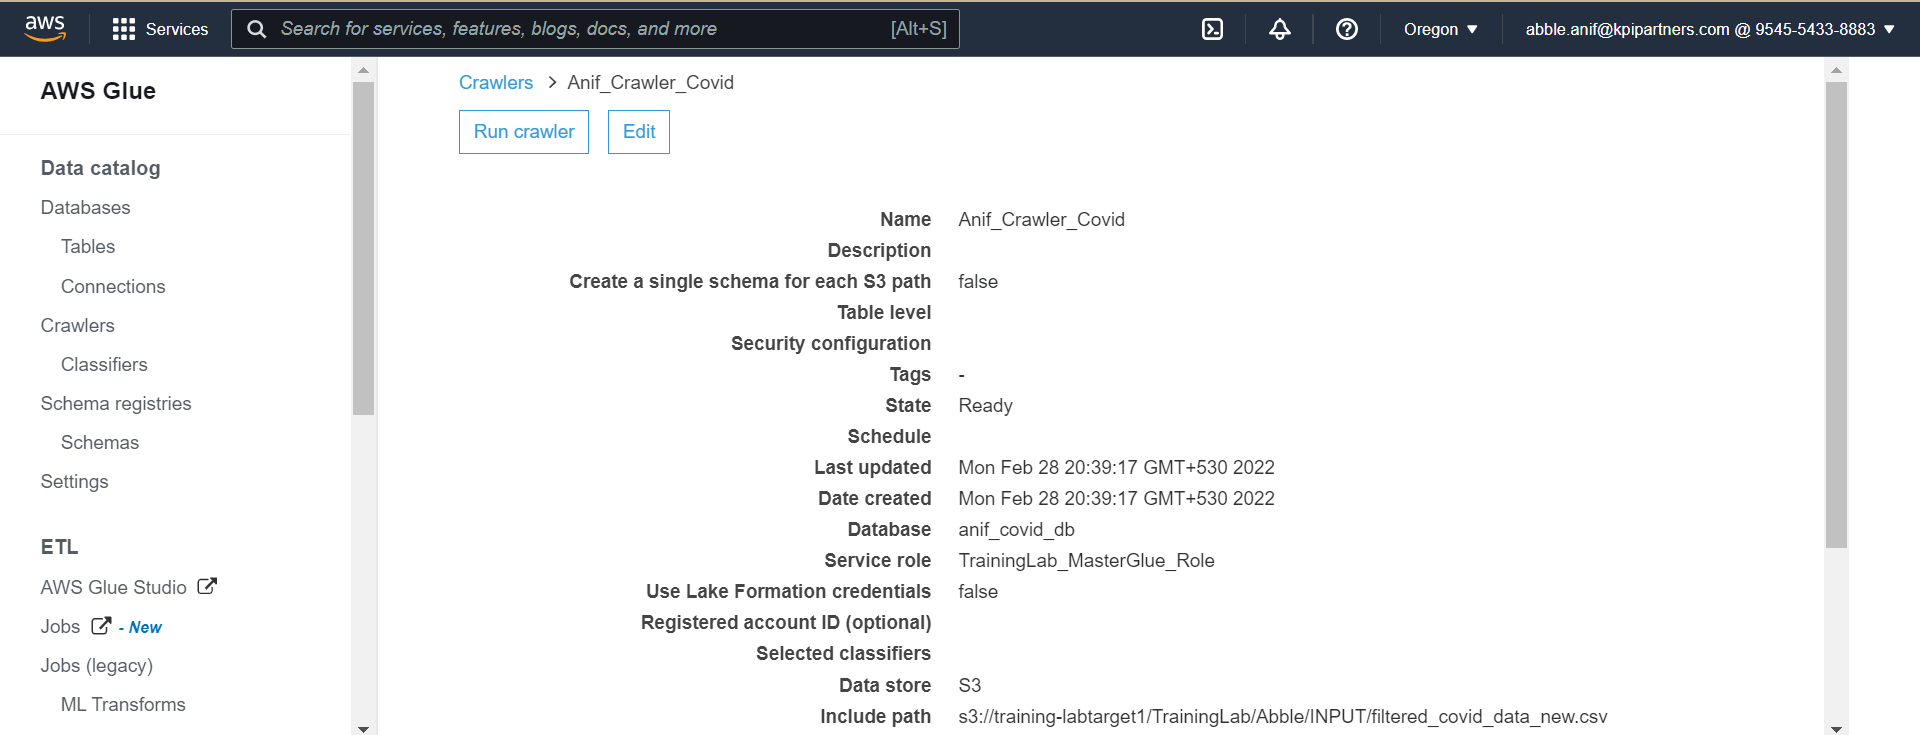 aws
Services
Search for services, features, blogs, docs, and more [Alt+S]
Oregon
abble.anif@kpipartners.com @ 9545-5433-8883
AWS Glue
Data catalog
Databases
Tables
Connections
Crawlers
Classifiers
Schema registries
Schemas
Settings
ETL
AWS Glue Studio
Jobs - New
Jobs (legacy)
ML Transforms
Crawlers > Anif_Crawler_Covid
Run crawler Edit
Name Anif_Crawler_Covid
Description
Create a single schema for each S3 path false
Table level
Security configuration
Tags -
State Ready
Schedule
Last updated Mon Feb 28 20:39:17 GMT+530 2022
Date created Mon Feb 28 20:39:17 GMT+530 2022
Database anif_covid_db
Service role TrainingLab_MasterGlue_Role
Use Lake Formation credentials false
Registered account ID (optional)
Selected classifiers
Data store S3
Include path s3://training-labtarget1/TrainingLab/Abble/INPUT/filtered_covid_data_new.csv